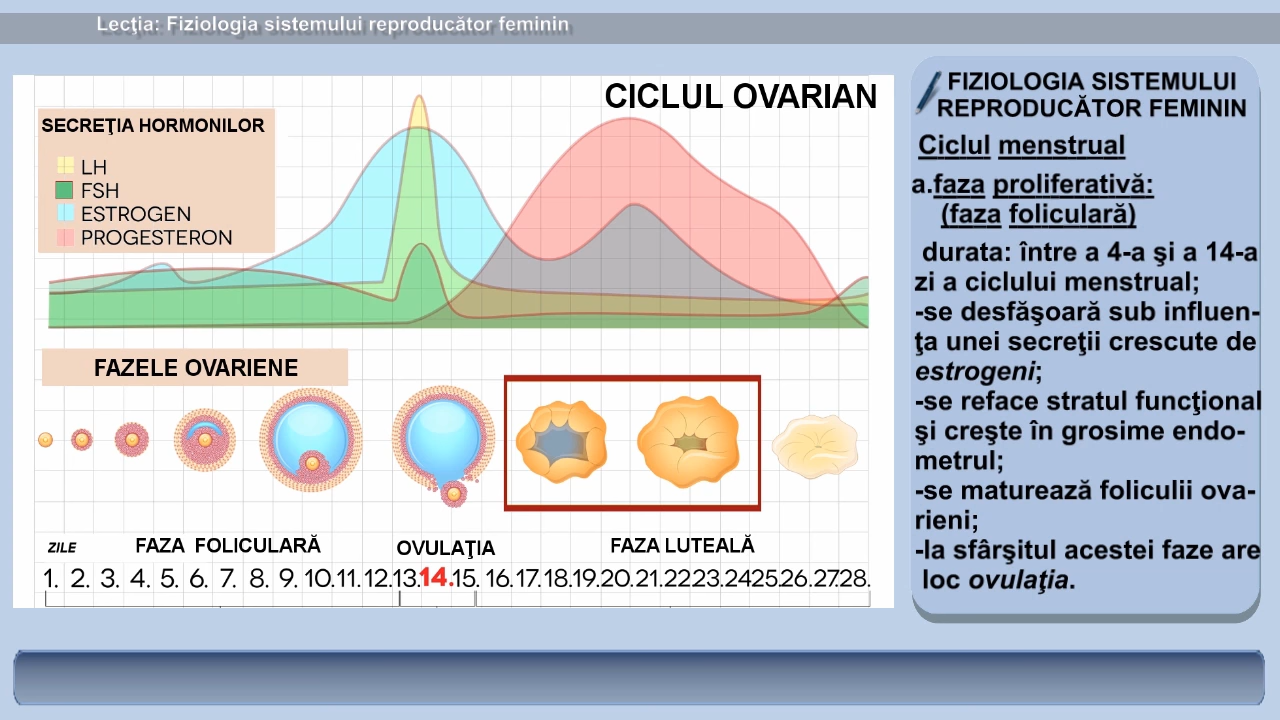 Lecţia: Fiziologia sistemului reproducător feminin
CICLUL OVARIAN
SECREŢIA HORMONILOR
LH
FSH
ESTROGEN
PROGESTERON
FAZELE OVARIENE
ZILE
FAZA FOLICULARĂ
OVULAŢIA
FAZA LUTEALĂ
1. 2. 3. 4. 5. 6. 7. 8. 9. 10. 11. 12. 13. 14. 15. 16. 17. 18. 19. 20. 21. 22. 23. 24 25. 26. 27 28.
FIZIOLOGIA SISTEMULUI
REPRODUCĂTOR FEMININ
Ciclul menstrual
a.faza proliferativă:
(faza foliculară)
durata: între a 4-a şi a 14-a
zi a ciclului menstrual;
-se desfăşoară sub influen-
ţa unei secreţii crescute de
estrogeni;
-se reface stratul funcţional
şi creşte în grosime endo-
metrul;
-se maturează foliculii ova-
rieni;
-la sfârşitul acestei faze are
loc ovulaţia.